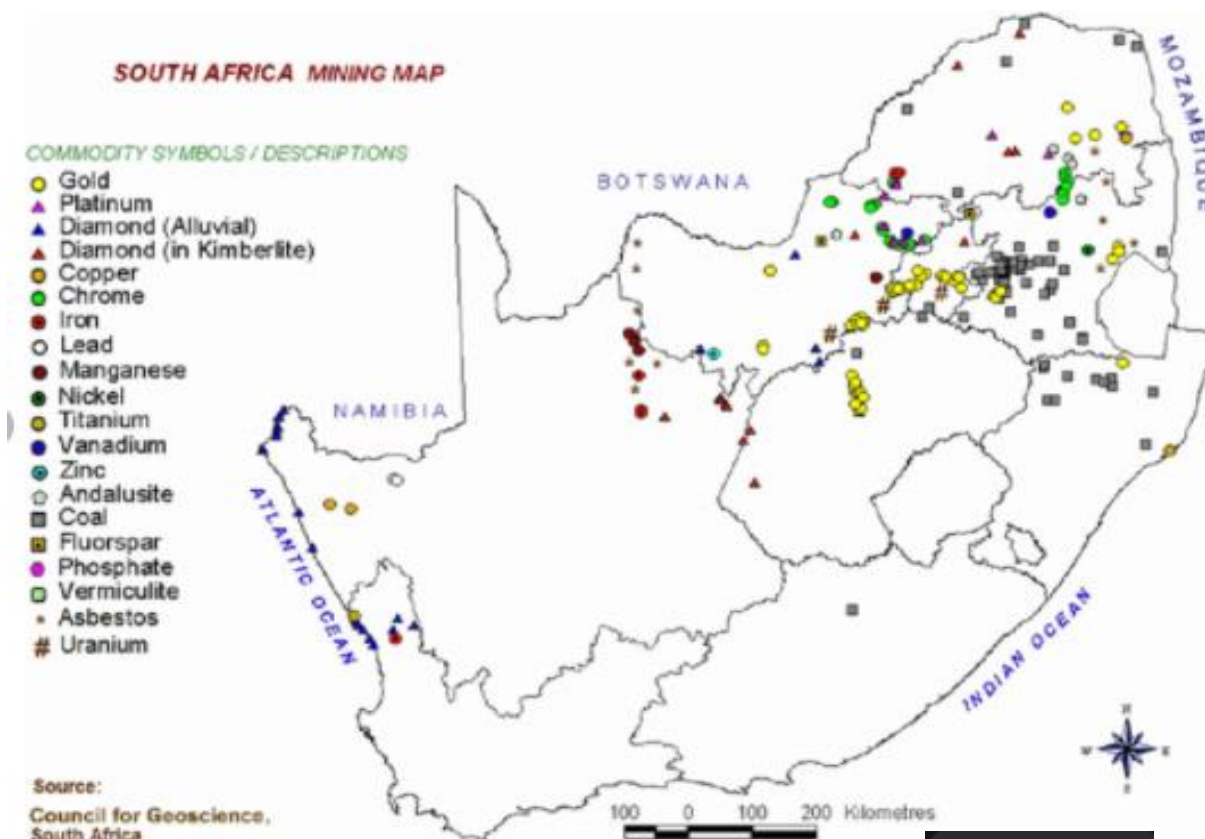 SOUTH AFRICA MINING MAP
COMMODITY SYMBOLS / DESCRIPTIONS
Gold
Platinum
Diamond (Alluvial)
Diamond (in Kimberlite)
Copper
Chrome
Iron
Lead
Manganese
Nickel
Titanium
Vanadium
Zinc
Andalusite
Coal
Fluorspar
Phosphate
Vermiculite
Asbestos
# Uranium
BOTSWANA
MOZAMBIQUE
NAMIBIA
ATLANTIC OCEAN
INDIAN OCEAN
N
W E
S
Source:
Council for Geoscience,
South Africa
100 0 100 200 Kilometres